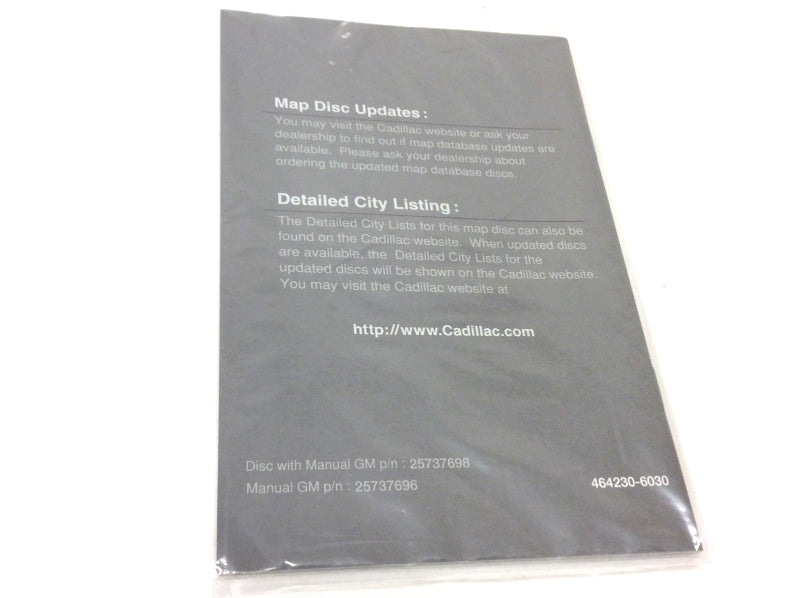 Map Disc Updates :
You may visit the Cadillac website or ask your
dealership to find out if map database updates are
available. Please ask your dealership about
ordering the updated map database discs.
Detailed City Listing :
The Detailed City Lists for this map disc can also be
found on the Cadillac website. When updated discs
are available, the Detailed City Lists for the
updated discs will be shown on the Cadillac website.
You may visit the Cadillac website at
http://www.Cadillac.com
Disc with Manual GM p/n : 25737698
Manual GM p/n : 25737696
464230-6030